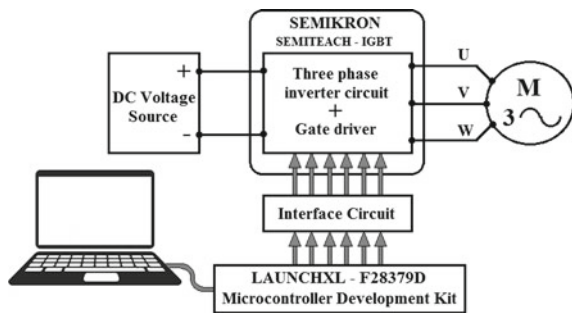 SEMIKRON
SEMITEACH - IGBT
+
DC Voltage
Source
-
Three phase
inverter circuit
+
Gate driver
U
V
W
M
3
Interface Circuit
LAUNCHXL - F28379D
Microcontroller Development Kit